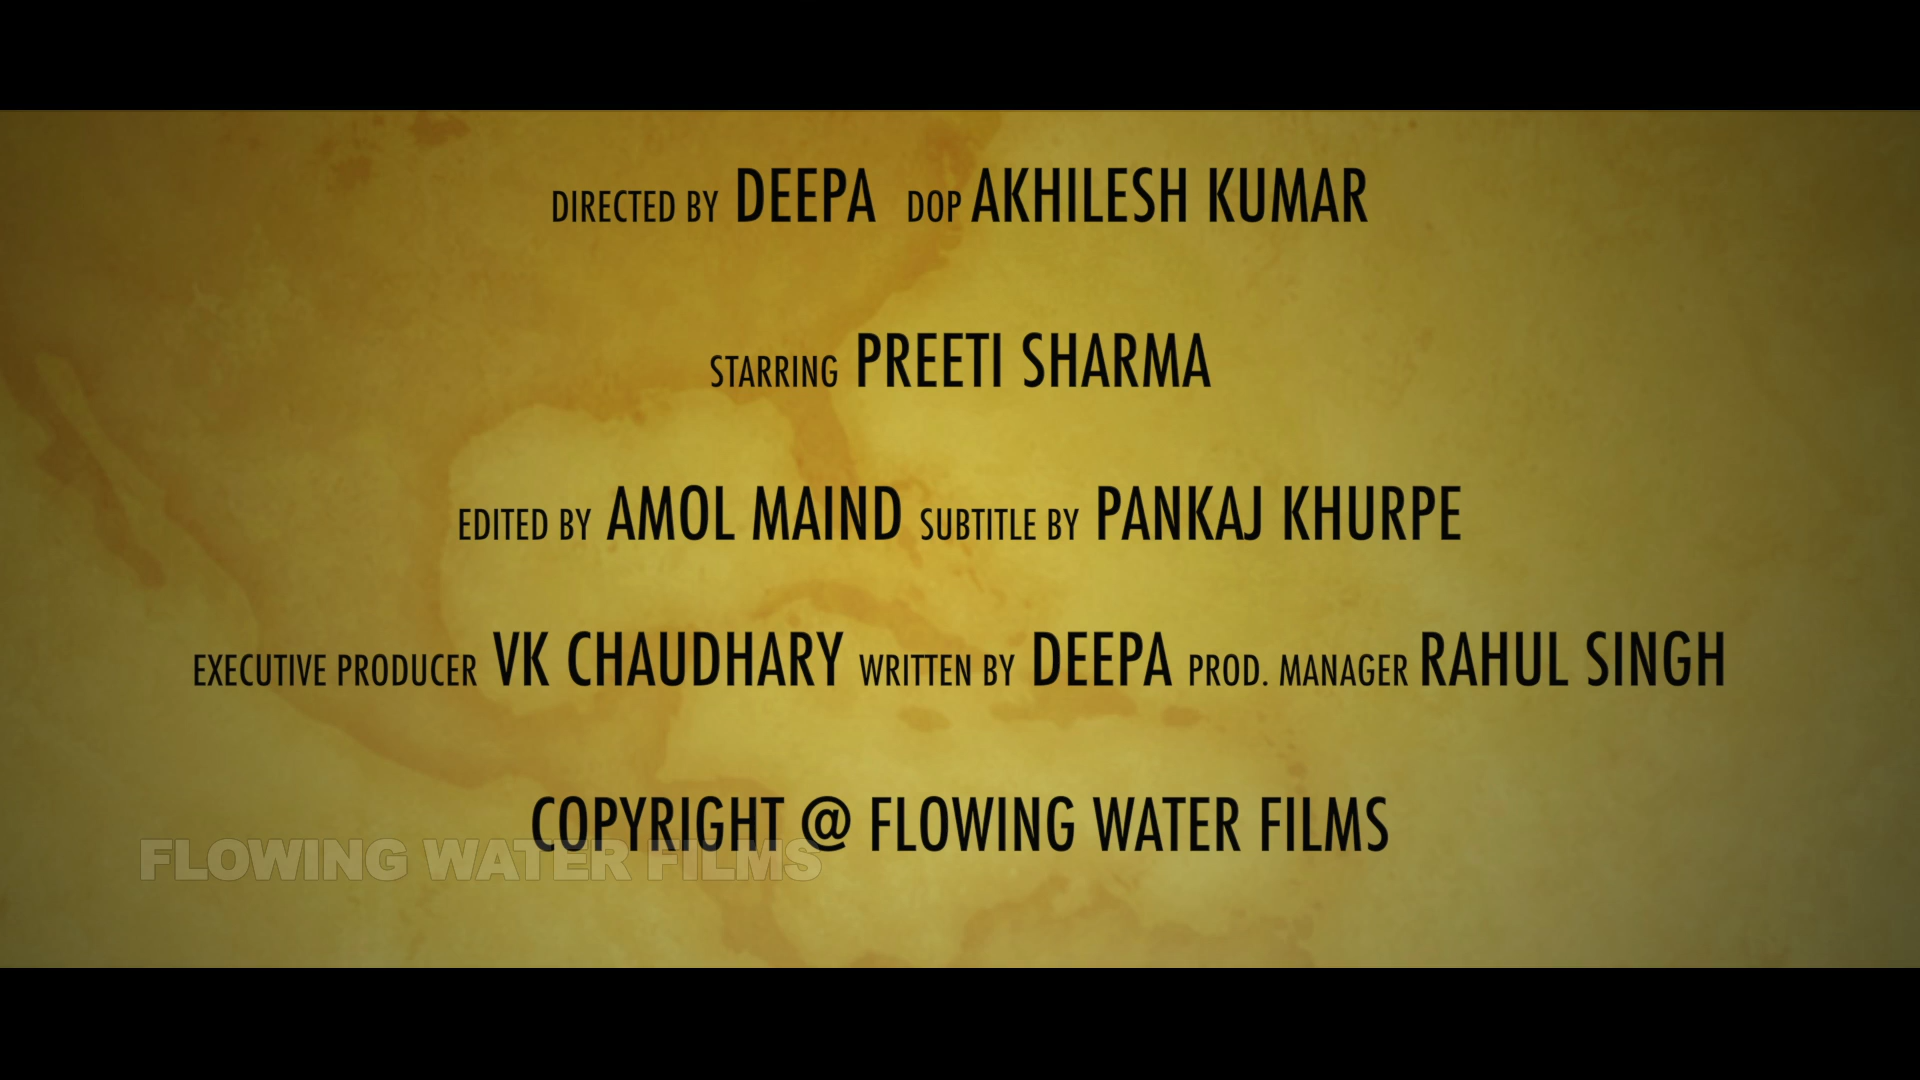 DIRECTED BY DEEPA DOP AKHILESH KUMAR
STARRING PREETI SHARMA
EDITED BY AMOL MAIND SUBTITLE BY PANKAJ KHURPE
EXECUTIVE PRODUCER VK CHAUDHARY WRITTEN BY DEEPA PROD. MANAGER RAHUL SINGH
COPYRIGHT @ FLOWING WATER FILMS
FLOWING WATER FILMS